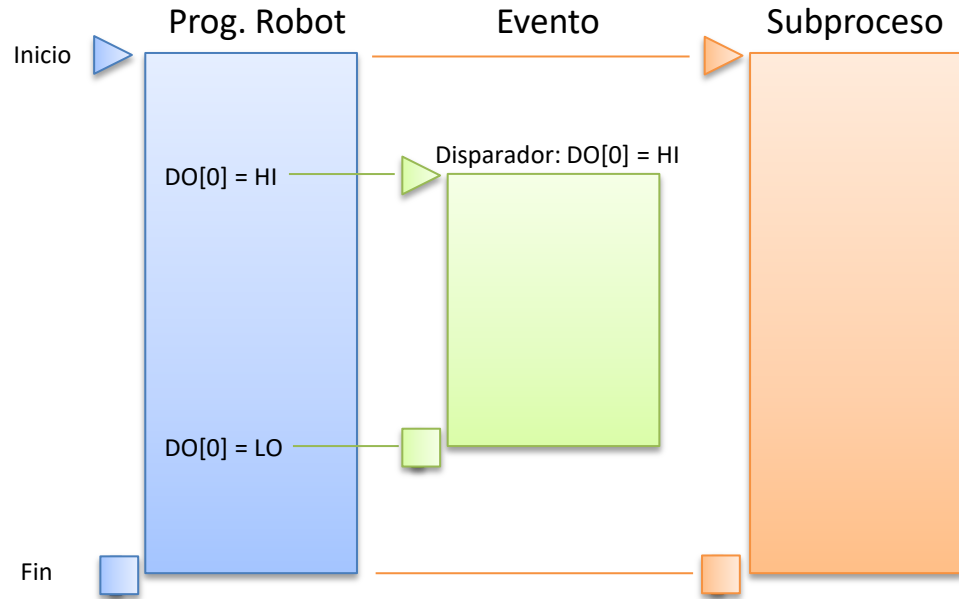 Prog. Robot
Evento
Subproceso
Inicio
Disparador: DO[0] = HI
DO[0] = HI
DO[0] = LO
Fin